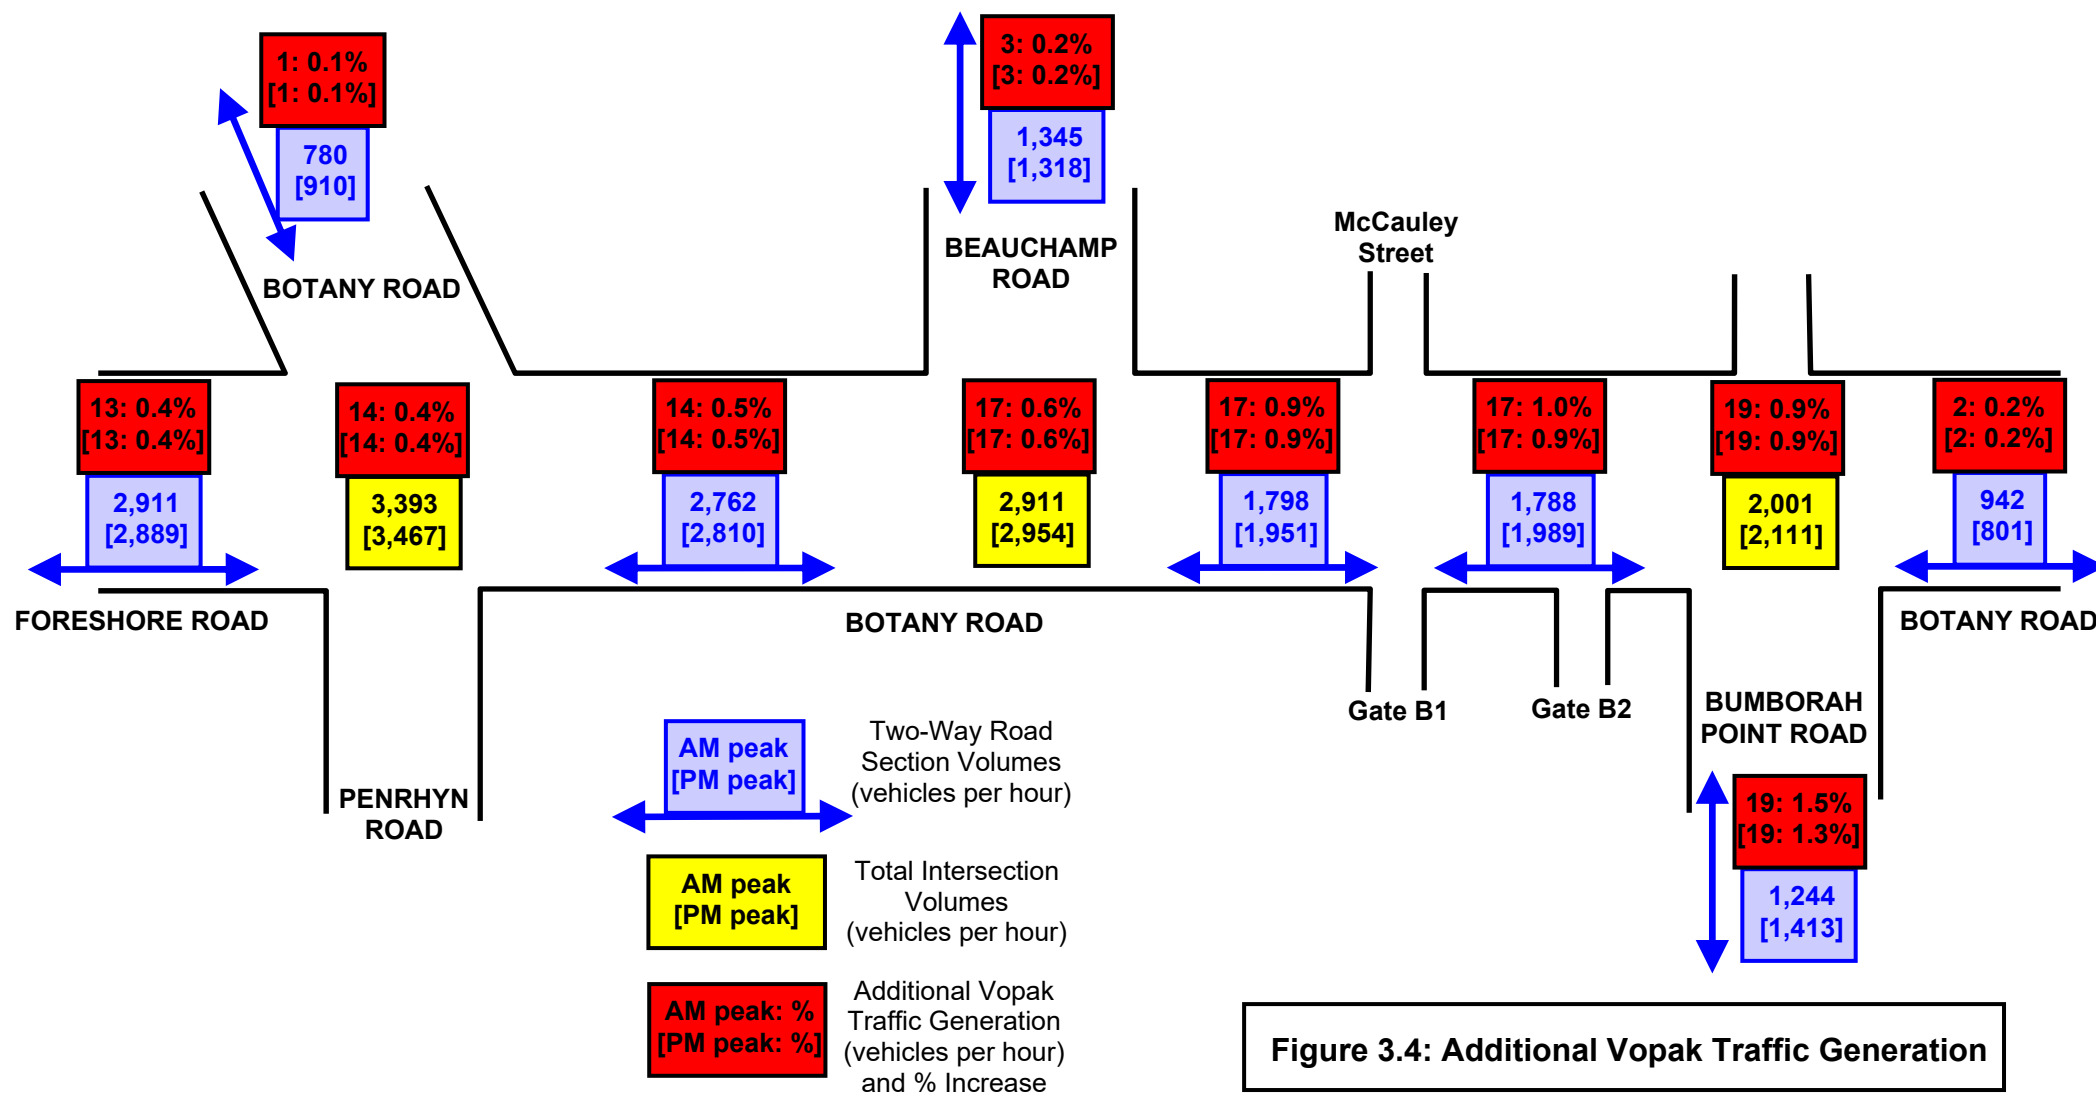 1: 0.1%
[1: 0.1%]
780
[910]
BOTANY ROAD
3: 0.2%
[3: 0.2%]
1,345
[1,318]
BEAUCHAMP
ROAD
McCauley
Street
13: 0.4%
[13: 0.4%]
2,911
[2,889]
FORESHORE ROAD
14: 0.4%
[14: 0.4%]
3,393
[3,467]
14: 0.5%
[14: 0.5%]
2,762
[2,810]
17: 0.6%
[17: 0.6%]
2,911
[2,954]
17: 0.9%
[17: 0.9%]
1,798
[1,951]
17: 1.0%
[17: 0.9%]
1,788
[1,989]
19: 0.9%
[19: 0.9%]
2,001
[2,111]
2: 0.2%
[2: 0.2%]
942
[801]
BOTANY ROAD
BOTANY ROAD
Gate B1
Gate B2
BUMBORAH
POINT ROAD
19: 1.5%
[19: 1.3%]
1,244
[1,413]
PENRHYN
ROAD
AM peak
[PM peak]
Two-Way Road
Section Volumes
(vehicles per hour)
AM peak
[PM peak]
Total Intersection
Volumes
(vehicles per hour)
AM peak: %
[PM peak: %]
Additional Vopak
Traffic Generation
(vehicles per hour)
and % Increase
Figure 3.4: Additional Vopak Traffic Generation